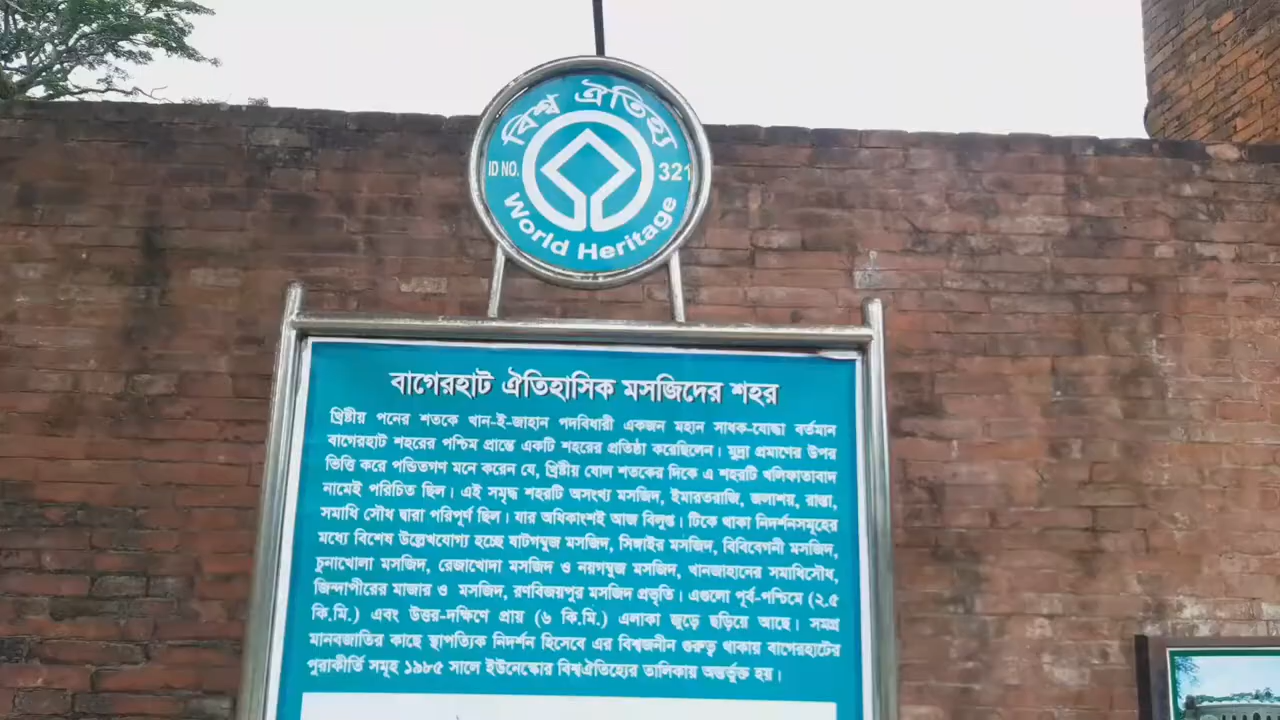 বিশ্ব ঐতিহ্য
ID NO. 321
World Heritage
বাগেরহাট ঐতিহাসিক মসজিদের শহর
খ্রিষ্টীয় পনের শতকে খান-ই-জাহান পদবিধারী একজন মহান সাধক-যোদ্ধা বর্তমান
বাগেরহাট শহরের পশ্চিম প্রান্তে একটি শহরের প্রতিষ্ঠা করেছিলেন। মুদ্রা প্রমাণের উপর
ভিত্তি করে পন্ডিতগণ মনে করেন যে, খ্রিষ্টীয় ষোল শতকের দিকে এ শহরটি খলিফাতাবাদ
নামেই পরিচিত ছিল। এই সমৃদ্ধ শহরটি অসংখ্য মসজিদ, ইমারতরাজি, জলাশয়, রাস্তা,
সমাধি সৌধ দ্বারা পরিপূর্ণ ছিল। যার অধিকাংশই আজ বিলুপ্ত। টিকে থাকা নিদর্শনসমূহের
মধ্যে বিশেষ উল্লেখযোগ্য হচ্ছে ষাটগম্বুজ মসজিদ, সিঙ্গাইর মসজিদ, বিবিবেগনী মসজিদ,
চুনাখোলা মসজিদ, রেজাখোদা মসজিদ ও নয়গম্বুজ মসজিদ, খানজাহানের সমাধিসৌধ,
জিন্দাপীরের মাজার ও মসজিদ, রণবিজয়পুর মসজিদ প্রভৃতি। এগুলো পূর্ব-পশ্চিমে (২.৫
কি.মি.) এবং উত্তর-দক্ষিণে প্রায় (৬ কি.মি.) এলাকা জুড়ে ছড়িয়ে আছে। সমগ্র
মানবজাতির কাছে স্থাপত্যিক নিদর্শন হিসেবে এর বিশ্বজনীন গুরুত্ব থাকায় বাগেরহাটের
পুরাকীর্তি সমূহ ১৯৮৫ সালে ইউনেস্কোর বিশ্বঐতিহ্যের তালিকায় অন্তর্ভূক্ত হয়।